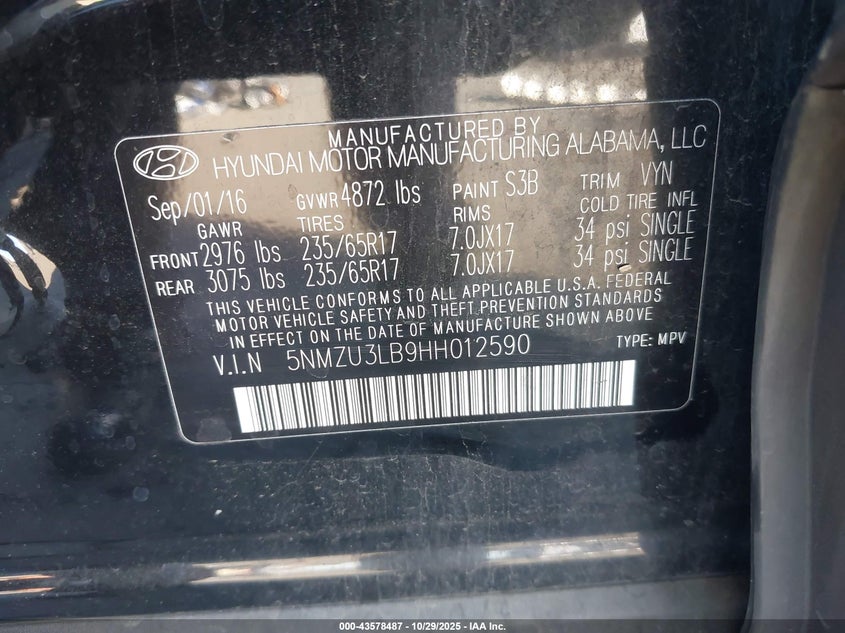 MANUFACTURED BY
HYUNDAI MOTOR MANUFACTURING ALABAMA, LLC
Sep/01/16 GVWR 4872 lbs PAINT S3B TRIM VYN
GAWR TIRES RIMS COLD TIRE INFL
FRONT 2976 lbs 235/65R17 7.0JX17 34 psi SINGLE
REAR 3075 lbs 235/65R17 7.0JX17 34 psi SINGLE
THIS VEHICLE CONFORMS TO ALL APPLICABLE U.S.A. FEDERAL
MOTOR VEHICLE SAFETY AND THEFT PREVENTION STANDARDS
IN EFFECT ON THE DATE OF MANUFACTURE SHOWN ABOVE
V.I.N 5NMZU3LB9HH012590 TYPE: MPV
000-43578487 - 10/29/2025 - IAA Inc.